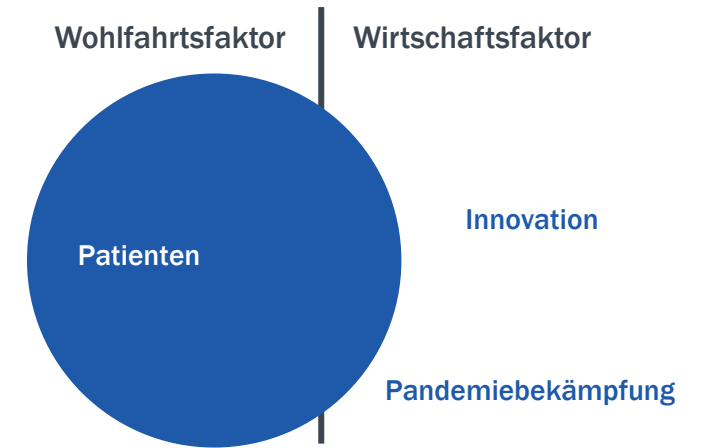 Wohlfahrtsfaktor
Wirtschaftsfaktor
Innovation
Patienten
Pandemiebekämpfung